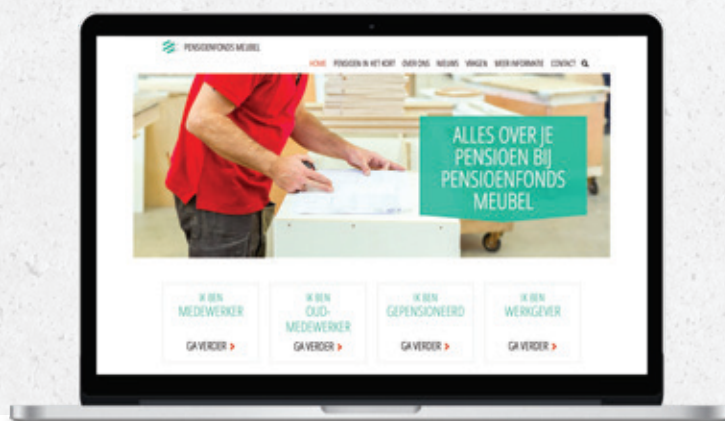 PENSIOENFONDS MEUBEL
HOME PENSIOEN IN HET KORT OVER ONS NIEUWS VRAGEN MEER INFORMATIE CONTACT
ALLES OVER JE
PENSIOEN BIJ
PENSIOENFONDS
MEUBEL
IK BEN
MEDEWERKER
GA VERDER >
IK BEN
OUD-
MEDEWERKER
GA VERDER >
IK BEN
GEPENSIONEERD
GA VERDER >
IK BEN
WERKGEVER
GA VERDER >